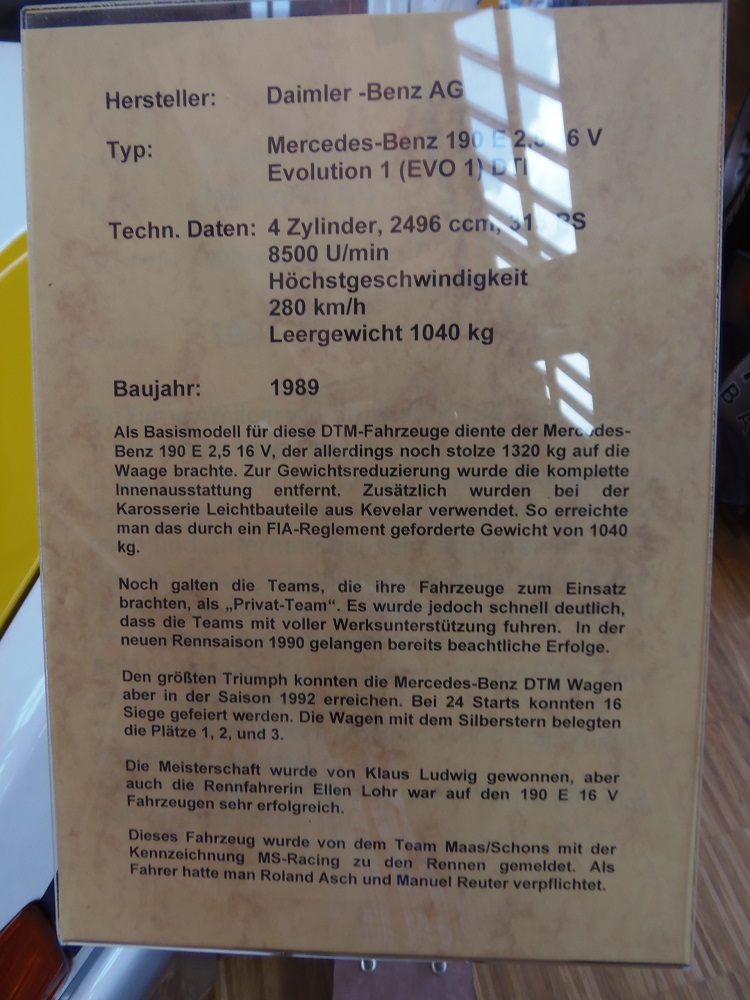 Hersteller: Daimler -Benz AG
Typ: Mercedes-Benz 190 E 2,5 16 V
Evolution 1 (EVO 1)
Techn. Daten: 4 Zylinder, 2496 ccm, PS
8500 U/min
Höchstgeschwindigkeit
280 km/h
Leergewicht 1040 kg
Baujahr: 1989
Als Basismodell für diese DTM-Fahrzeuge diente der Mercedes-
Benz 190 E 2,5 16 V, der allerdings noch stolze 1320 kg auf die
Waage brachte. Zur Gewichtsreduzierung wurde die komplette
Innenausstattung entfernt. Zusätzlich wurden bei der
Karosserie Leichtbauteile aus Kevelar verwendet. So erreichte
man das durch ein FIA-Reglement geforderte Gewicht von 1040
kg.
Noch galten die Teams, die ihre Fahrzeuge zum Einsatz
brachten, als „Privat-Team“. Es wurde jedoch schnell deutlich,
dass die Teams mit voller Werksunterstützung fuhren. In der
neuen Rennsaison 1990 gelangen bereits beachtliche Erfolge.
Den größten Triumph konnten die Mercedes-Benz DTM Wagen
aber in der Saison 1992 erreichen. Bei 24 Starts konnten 16
Siege gefeiert werden. Die Wagen mit dem Silberstern belegten
die Plätze 1, 2, und 3.
Die Meisterschaft wurde von Klaus Ludwig gewonnen, aber
auch die Rennfahrerin Ellen Lohr war auf den 190 E 16 V
Fahrzeugen sehr erfolgreich.
Dieses Fahrzeug wurde von dem Team Maas/Schons mit der
Kennzeichnung MS-Racing zu den Rennen gemeldet. Als
Fahrer hatte man Roland Asch und Manuel Reuter verpflichtet.